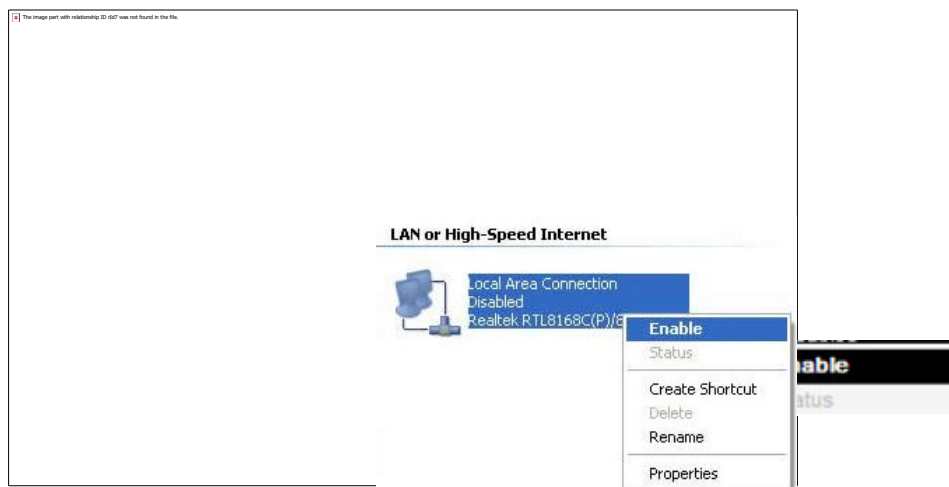 The image part with relationship ID rId7 was not found in the file.
LAN or High-Speed Internet
Local Area Connection
Disabled
Realtek RTL8168C(P)/8
Enable
Status
Create Shortcut
Delete
Rename
Properties
able
atus